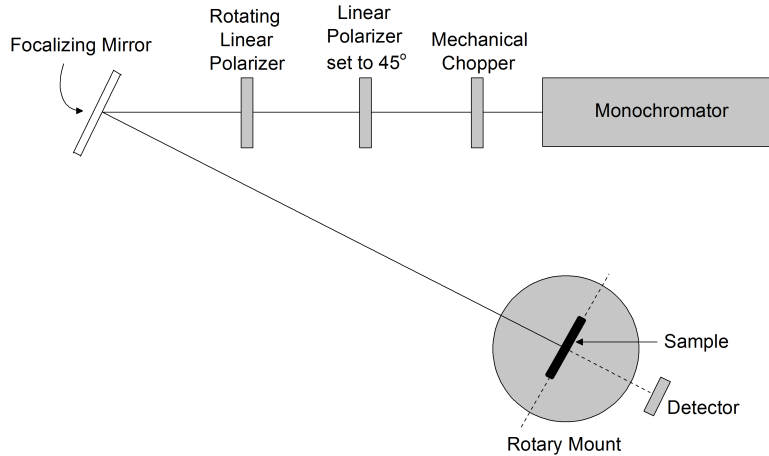 Focalizing Mirror
Rotating
Linear
Polarizer
Linear
Polarizer
set to 45°
Mechanical
Chopper
Monochromator
Sample
Detector
Rotary Mount